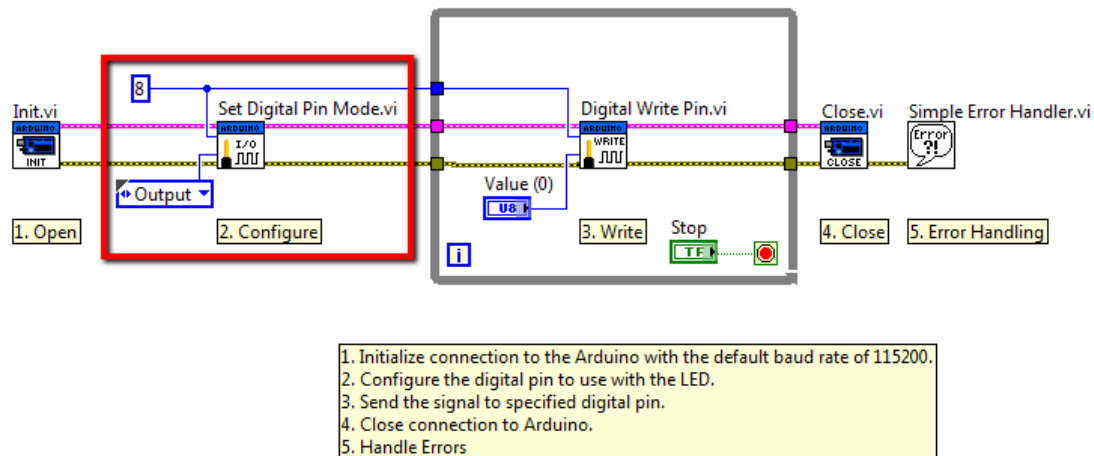 8
Init.vi
ARDUINO
INIT
Set Digital Pin Mode.vi
ARDUINO
I/O
Output
Digital Write Pin.vi
ARDUINO
WRITE
Value (0)
U8
Close.vi
ARDUINO
CLOSE
Simple Error Handler.vi
Error
?!
1. Open
2. Configure
i
3. Write
Stop
TF
4. Close
5. Error Handling
1. Initialize connection to the Arduino with the default baud rate of 115200.
2. Configure the digital pin to use with the LED.
3. Send the signal to specified digital pin.
4. Close connection to Arduino.
5. Handle Errors